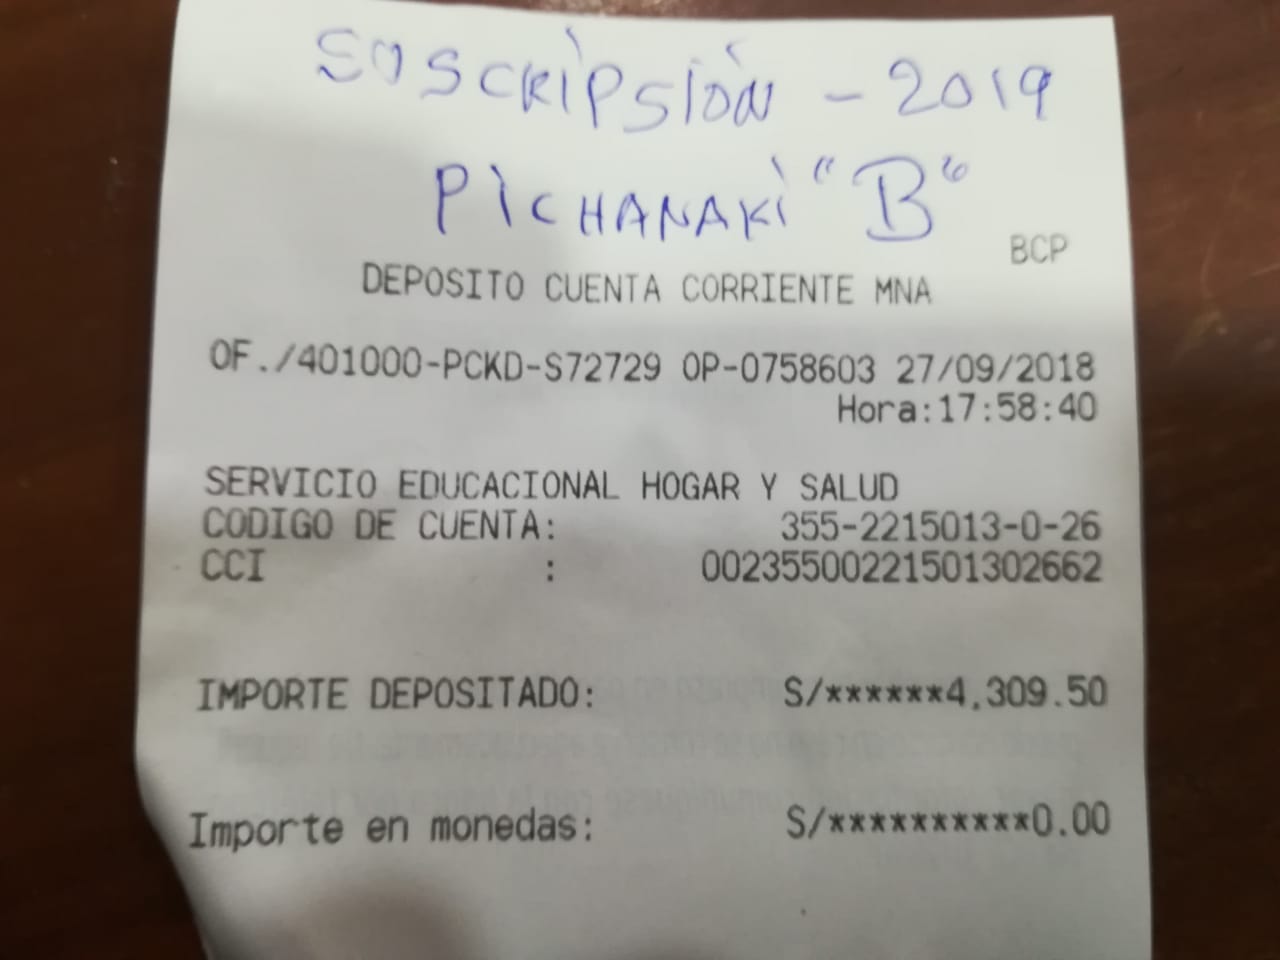 SUSCRIPSIÓN - 2019
PICHANAKI "B"
BCP
DEPOSITO CUENTA CORRIENTE MNA
OF./401000-PCKD-S72729 OP-0758603 27/09/2018
Hora:17:58:40
SERVICIO EDUCACIONAL HOGAR Y SALUD
CODIGO DE CUENTA: 355-2215013-0-26
CCI : 00235500221501302662
IMPORTE DEPOSITADO: S/******4,309.50
Importe en monedas: S/**********0.00